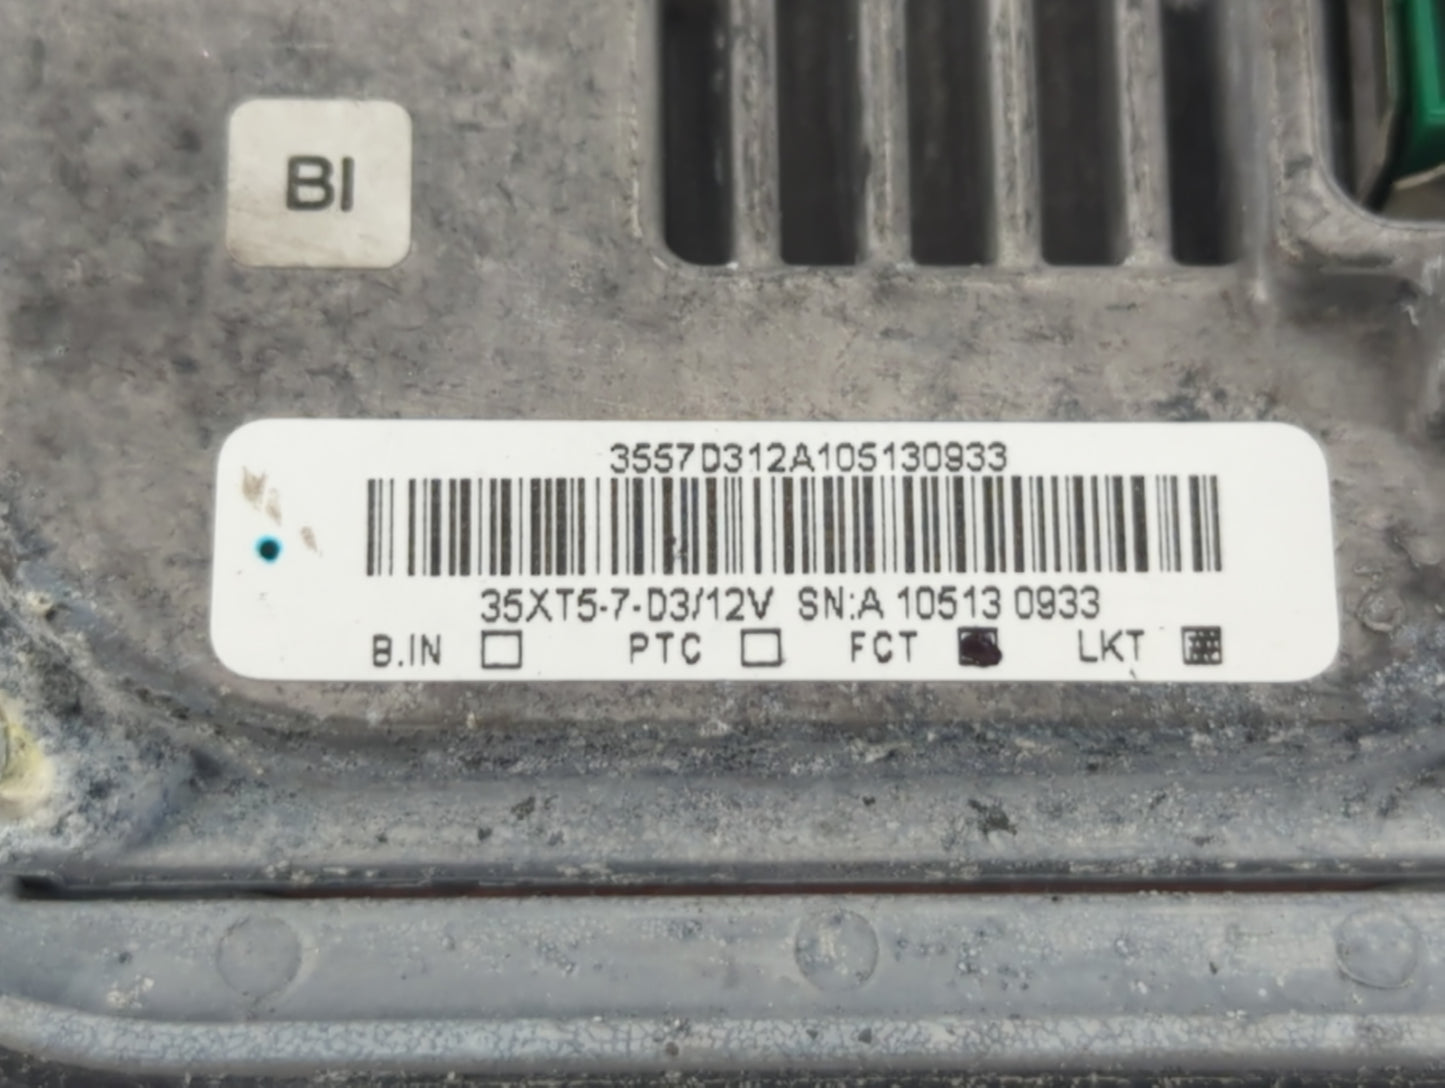 BI
3557D312A105130933
35XT5-7-D3/12V SN:A 10513 0933
B.IN PTC FCT LKT